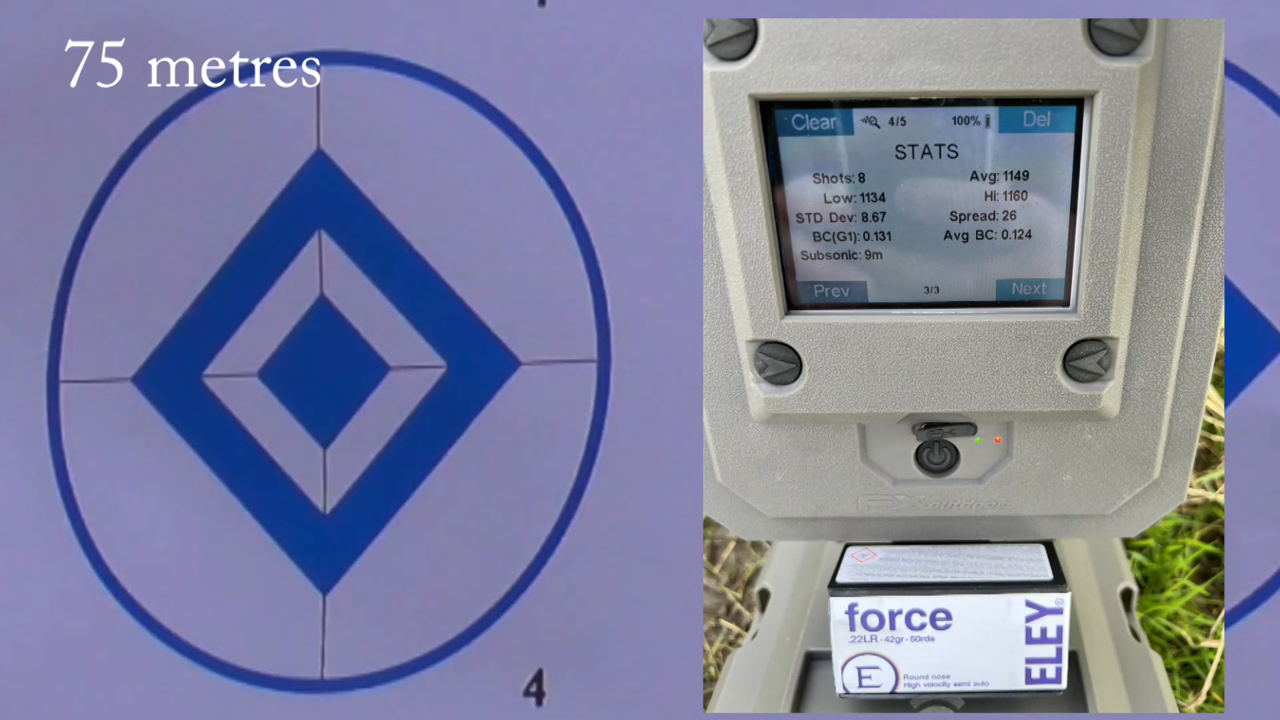 75 metres
4
Clear 4/5 100% Del
STATS
Shots: 8 Avg: 1149
Low: 1134 Hi: 1160
STD Dev: 8.67 Spread: 26
BC(G1): 0.131 Avg BC: 0.124
Subsonic: 9m
Prev 3/3 Next
FX outdoors
force
.22LR - 42gr - 50rds
E
Round nose
High velocity semi auto
ELEY®